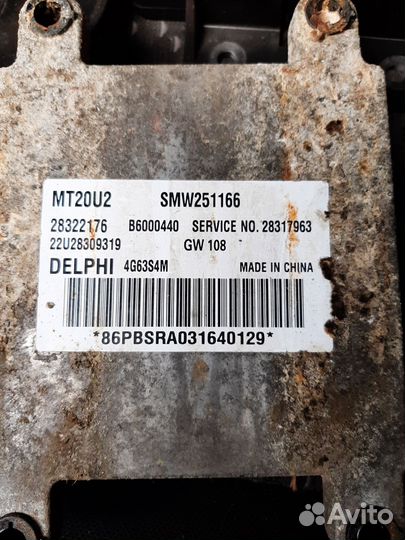 MT20U2 SMW251166
28322176 B6000440 SERVICE NO. 28317963
22U28309319 GW 108
DELPHI 4G63S4M MADE IN CHINA
*86PBSRA031640129*
Avito